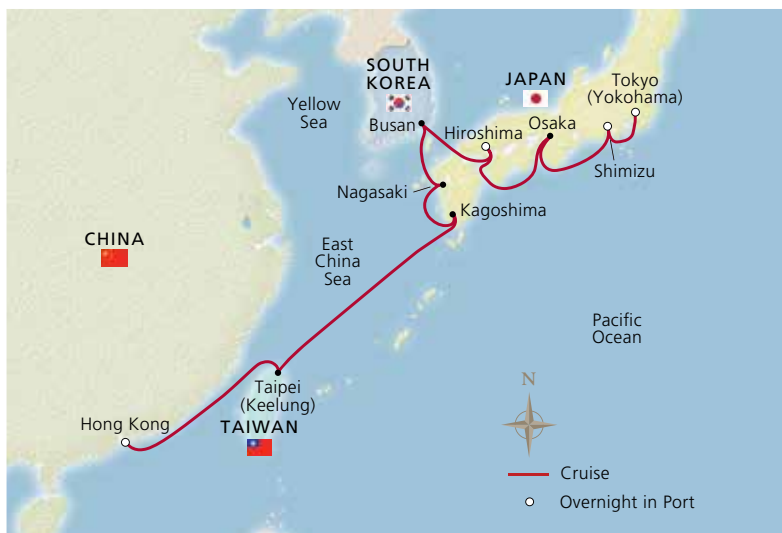 SOUTH
KOREA
JAPAN
Tokyo
(Yokohama)
Yellow
Sea
Busan
Hiroshima
Osaka
Shimizu
Nagasaki
Kagoshima
CHINA
East
China
Sea
Pacific
Ocean
Taipei
(Keelung)
Hong Kong
TAIWAN
N
Cruise
Overnight in Port